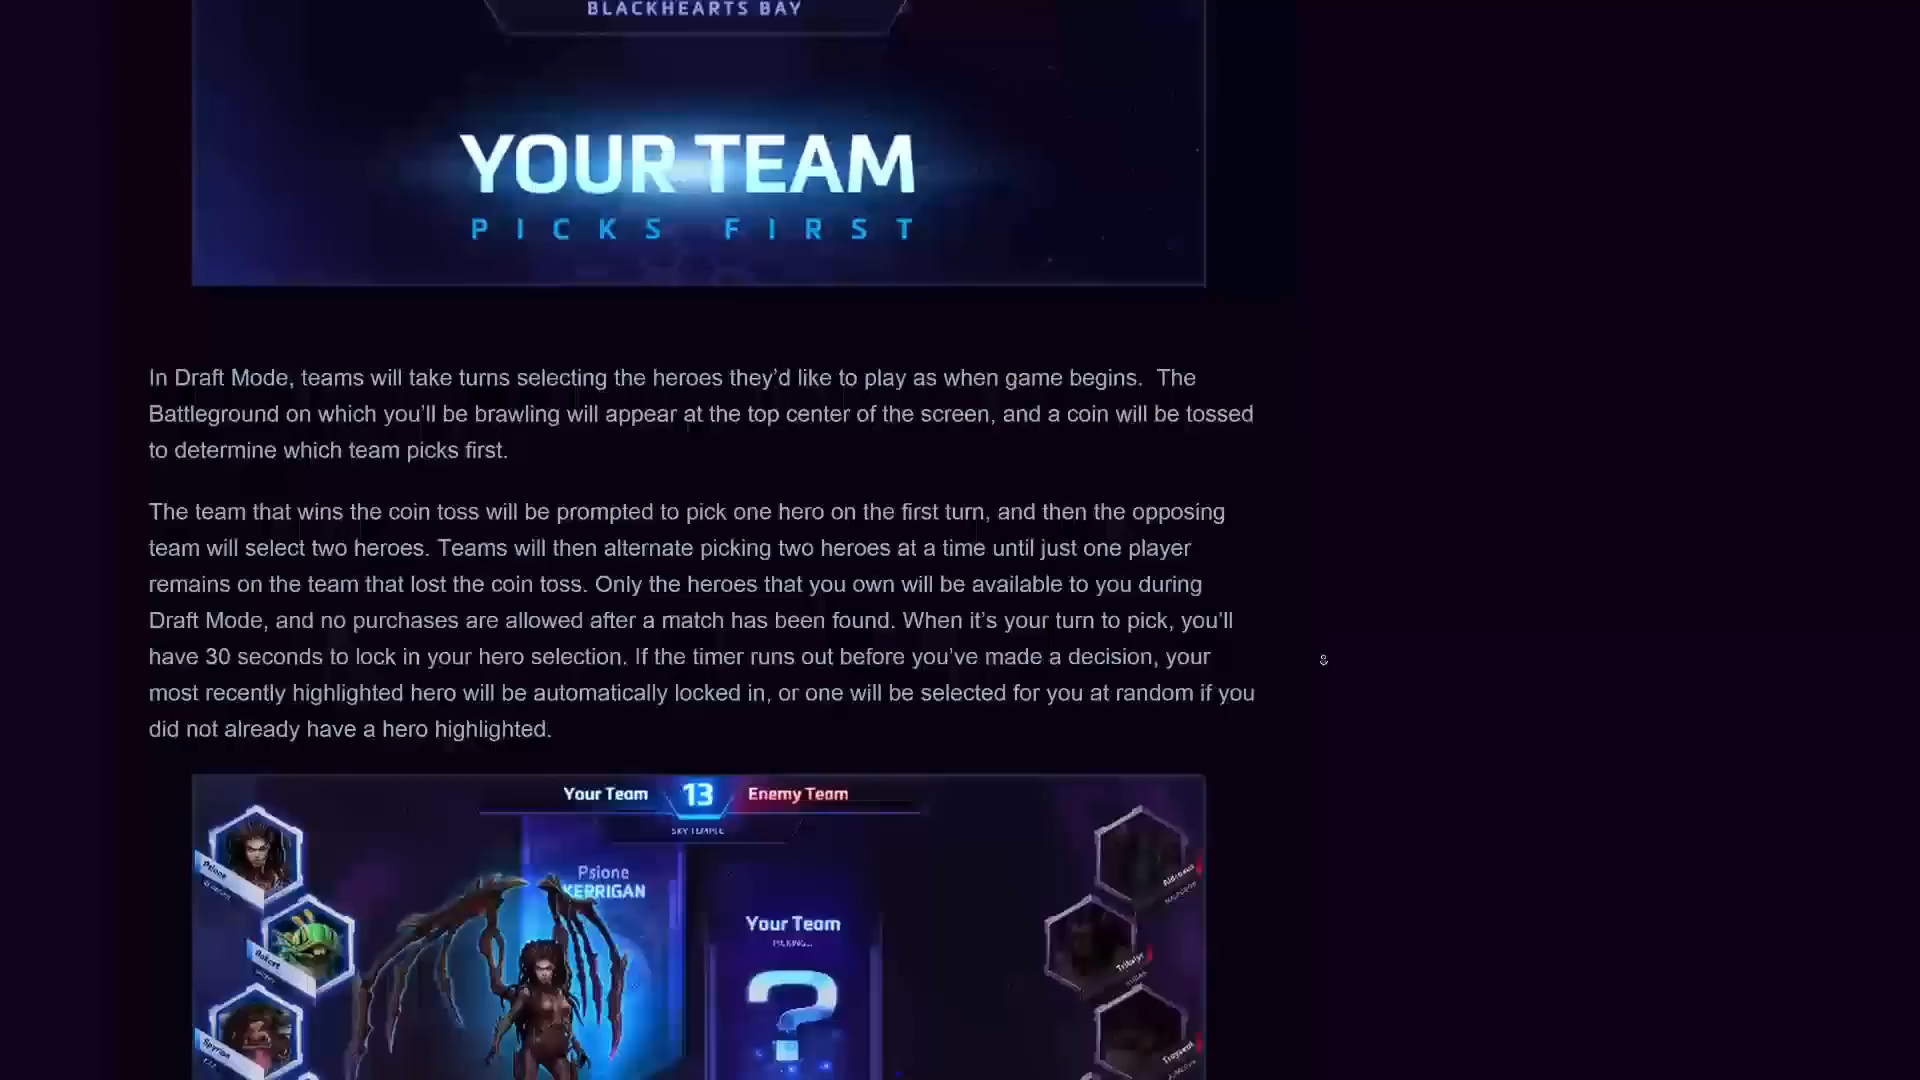 BLACKHEARTS BAY
YOUR TEAM
PICKS FIRST
In Draft Mode, teams will take turns selecting the heroes they’d like to play as when game begins.  The
Battleground on which you’ll be brawling will appear at the top center of the screen, and a coin will be tossed
to determine which team picks first.
The team that wins the coin toss will be prompted to pick one hero on the first turn, and then the opposing
team will select two heroes. Teams will then alternate picking two heroes at a time until just one player
remains on the team that lost the coin toss. Only the heroes that you own will be available to you during
Draft Mode, and no purchases are allowed after a match has been found. When it’s your turn to pick, you’ll
have 30 seconds to lock in your hero selection. If the timer runs out before you’ve made a decision, your
most recently highlighted hero will be automatically locked in, or one will be selected for you at random if you
did not already have a hero highlighted.
Your Team 13 Enemy Team
SKY TEMPLE
Psione
KERRIGAN
Your Team
PICKING...
?
Psione